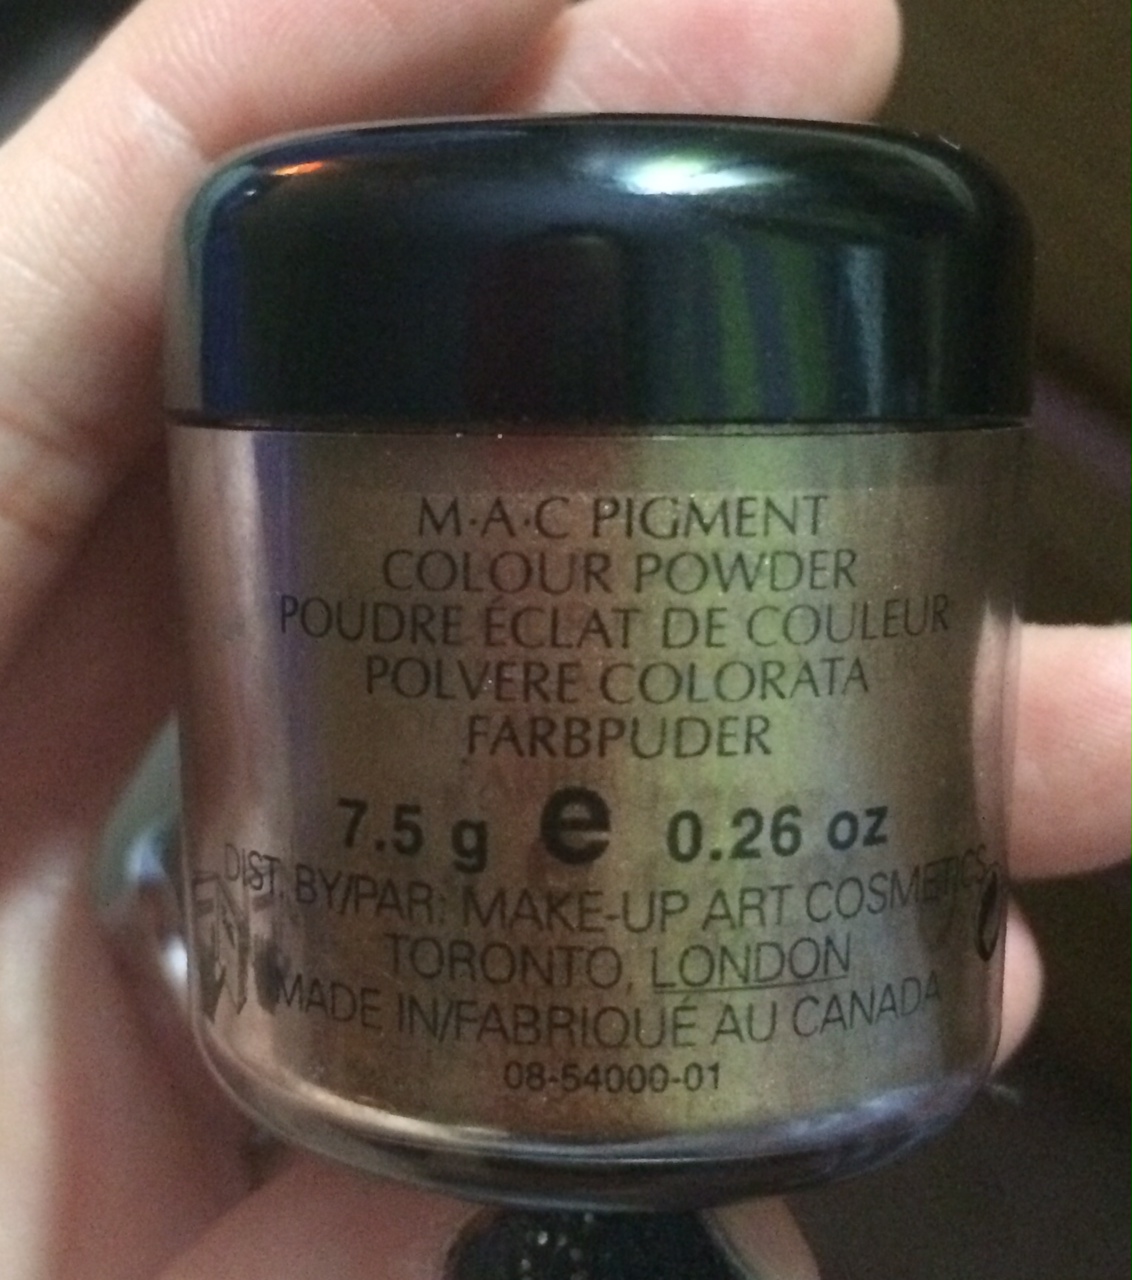 M·A·C PIGMENT
COLOUR POWDER
POUDRE ÉCLAT DE COULEUR
POLVERE COLORATA
FARBPUDER
7.5 g e 0.26 oz
DIST. BY/PAR: MAKE-UP ART COSMETICS
TORONTO, LONDON
MADE IN/FABRIQUÉ AU CANADA
08-54000-01